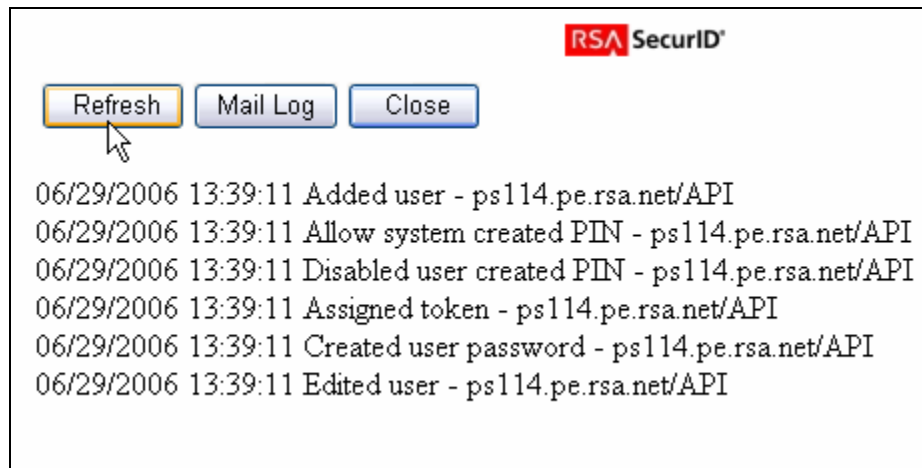 RSA SecurID®
Refresh Mail Log Close
06/29/2006 13:39:11 Added user - ps114.pe.rsa.net/API
06/29/2006 13:39:11 Allow system created PIN - ps114.pe.rsa.net/API
06/29/2006 13:39:11 Disabled user created PIN - ps114.pe.rsa.net/API
06/29/2006 13:39:11 Assigned token - ps114.pe.rsa.net/API
06/29/2006 13:39:11 Created user password - ps114.pe.rsa.net/API
06/29/2006 13:39:11 Edited user - ps114.pe.rsa.net/API